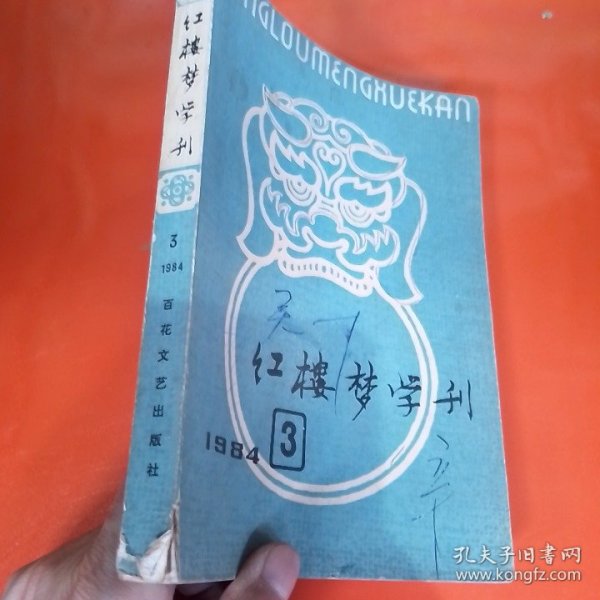 红楼梦学刊
3
1984
百花文艺出版社
NGLOUMENGXUEKAN
红楼梦学刊
1984 3
孔夫子旧书网
www.kongfz.com